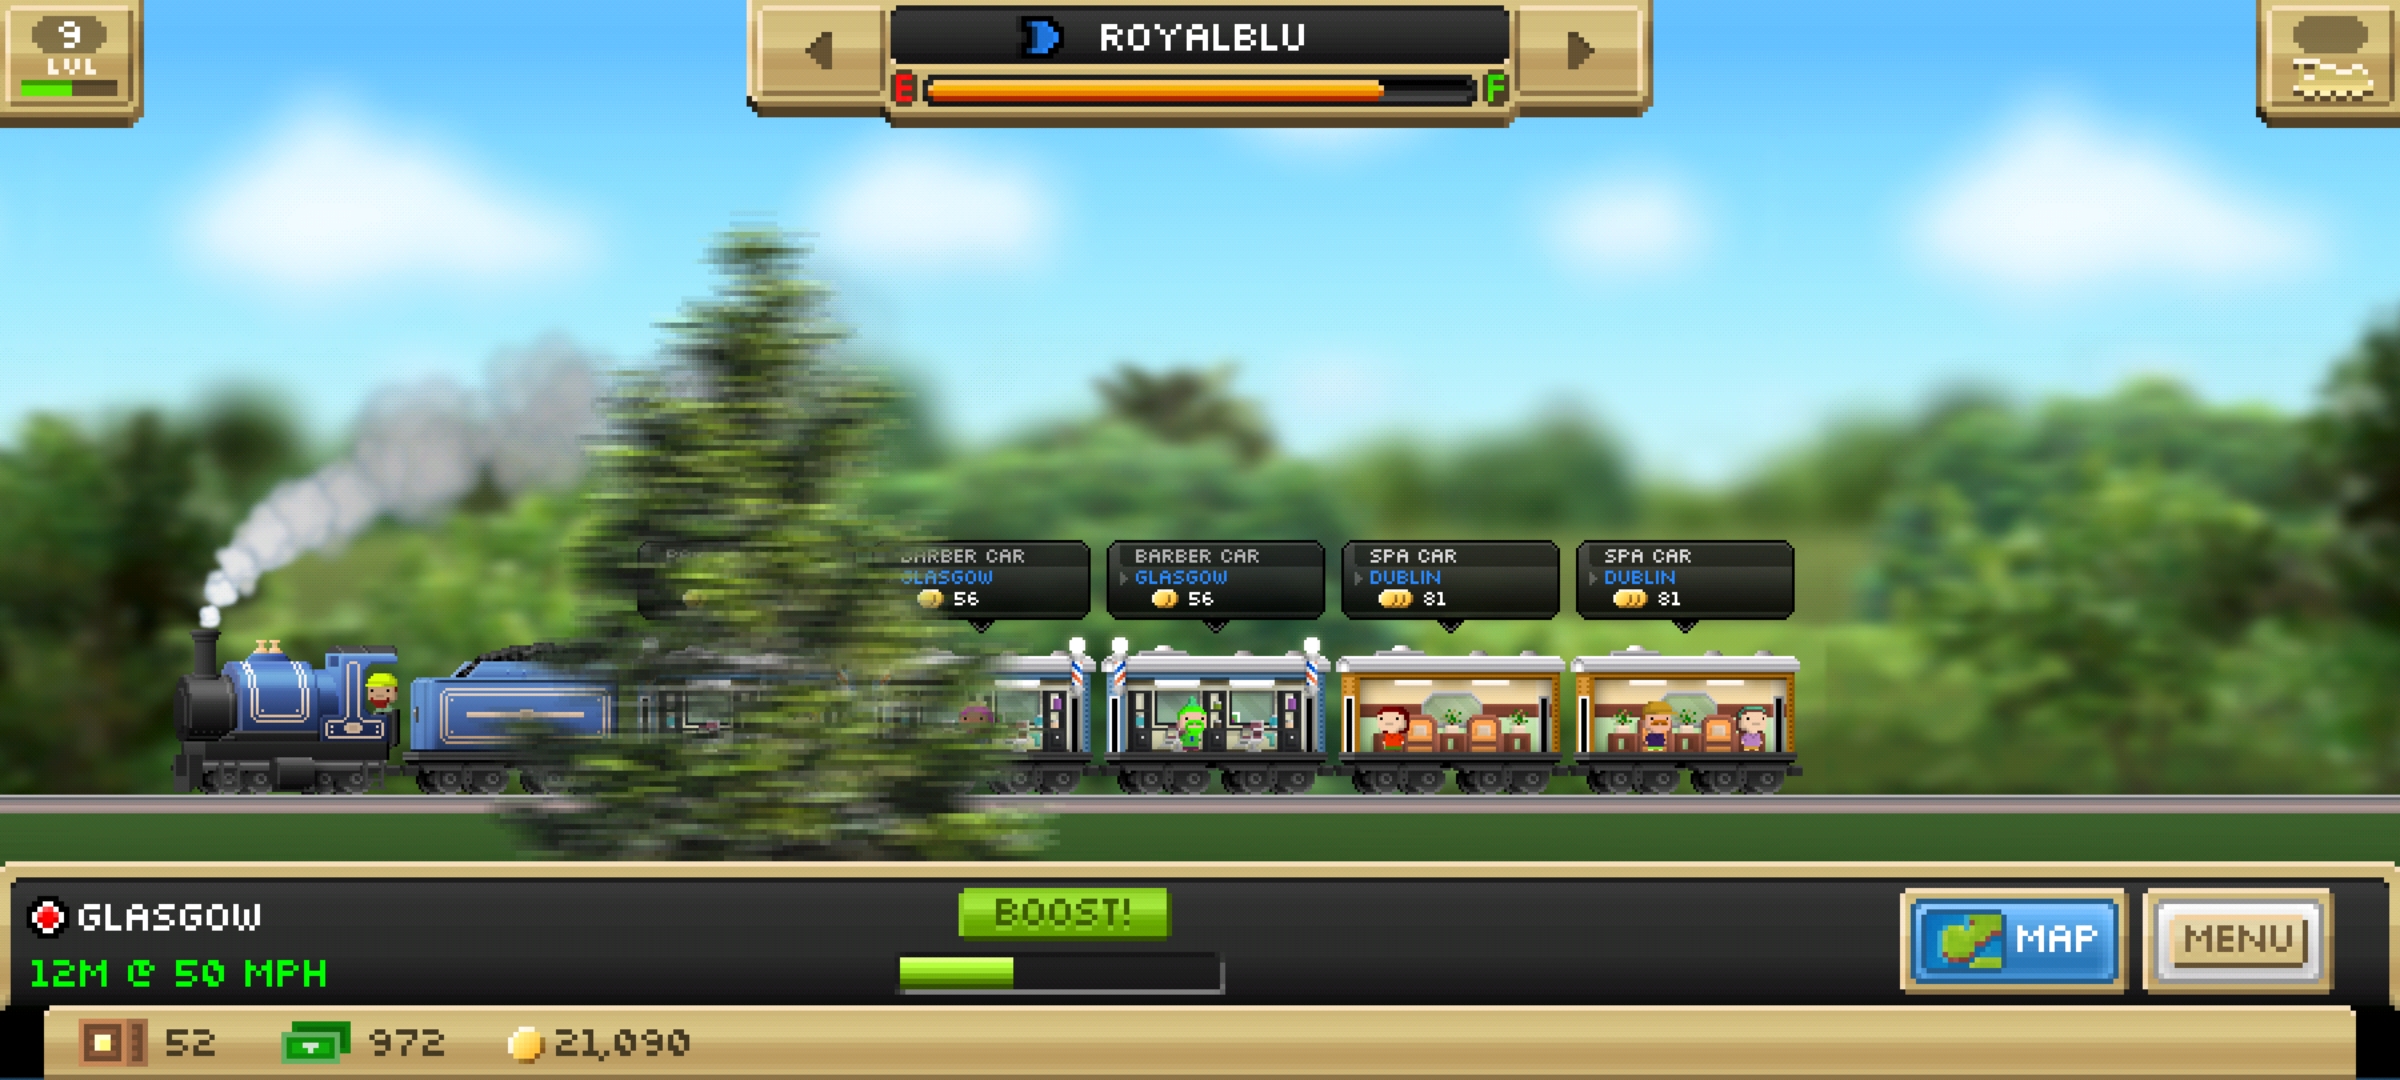 9
LVL
ROYALBLU
E
F
BARBER CAR
GLASGOW
56
BARBER CAR
GLASGOW
56
SPA CAR
DUBLIN
81
SPA CAR
DUBLIN
81
GLASGOW
12M @ 50 MPH
BOOST!
MAP
MENU
52
972
21,090